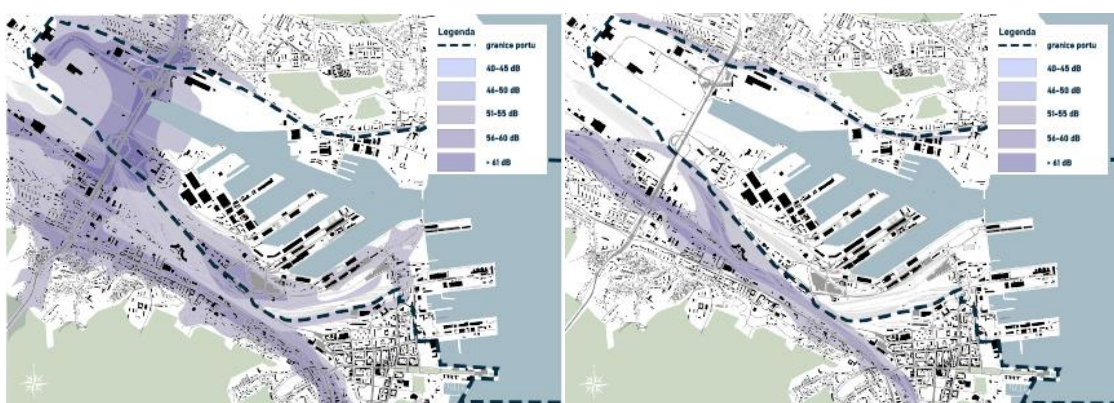 Legenda
granice portu
40-45 dB
46-50 dB
51-55 dB
56-60 dB
> 61 dB
Legenda
granice portu
40-45 dB
46-50 dB
51-55 dB
56-60 dB
> 61 dB